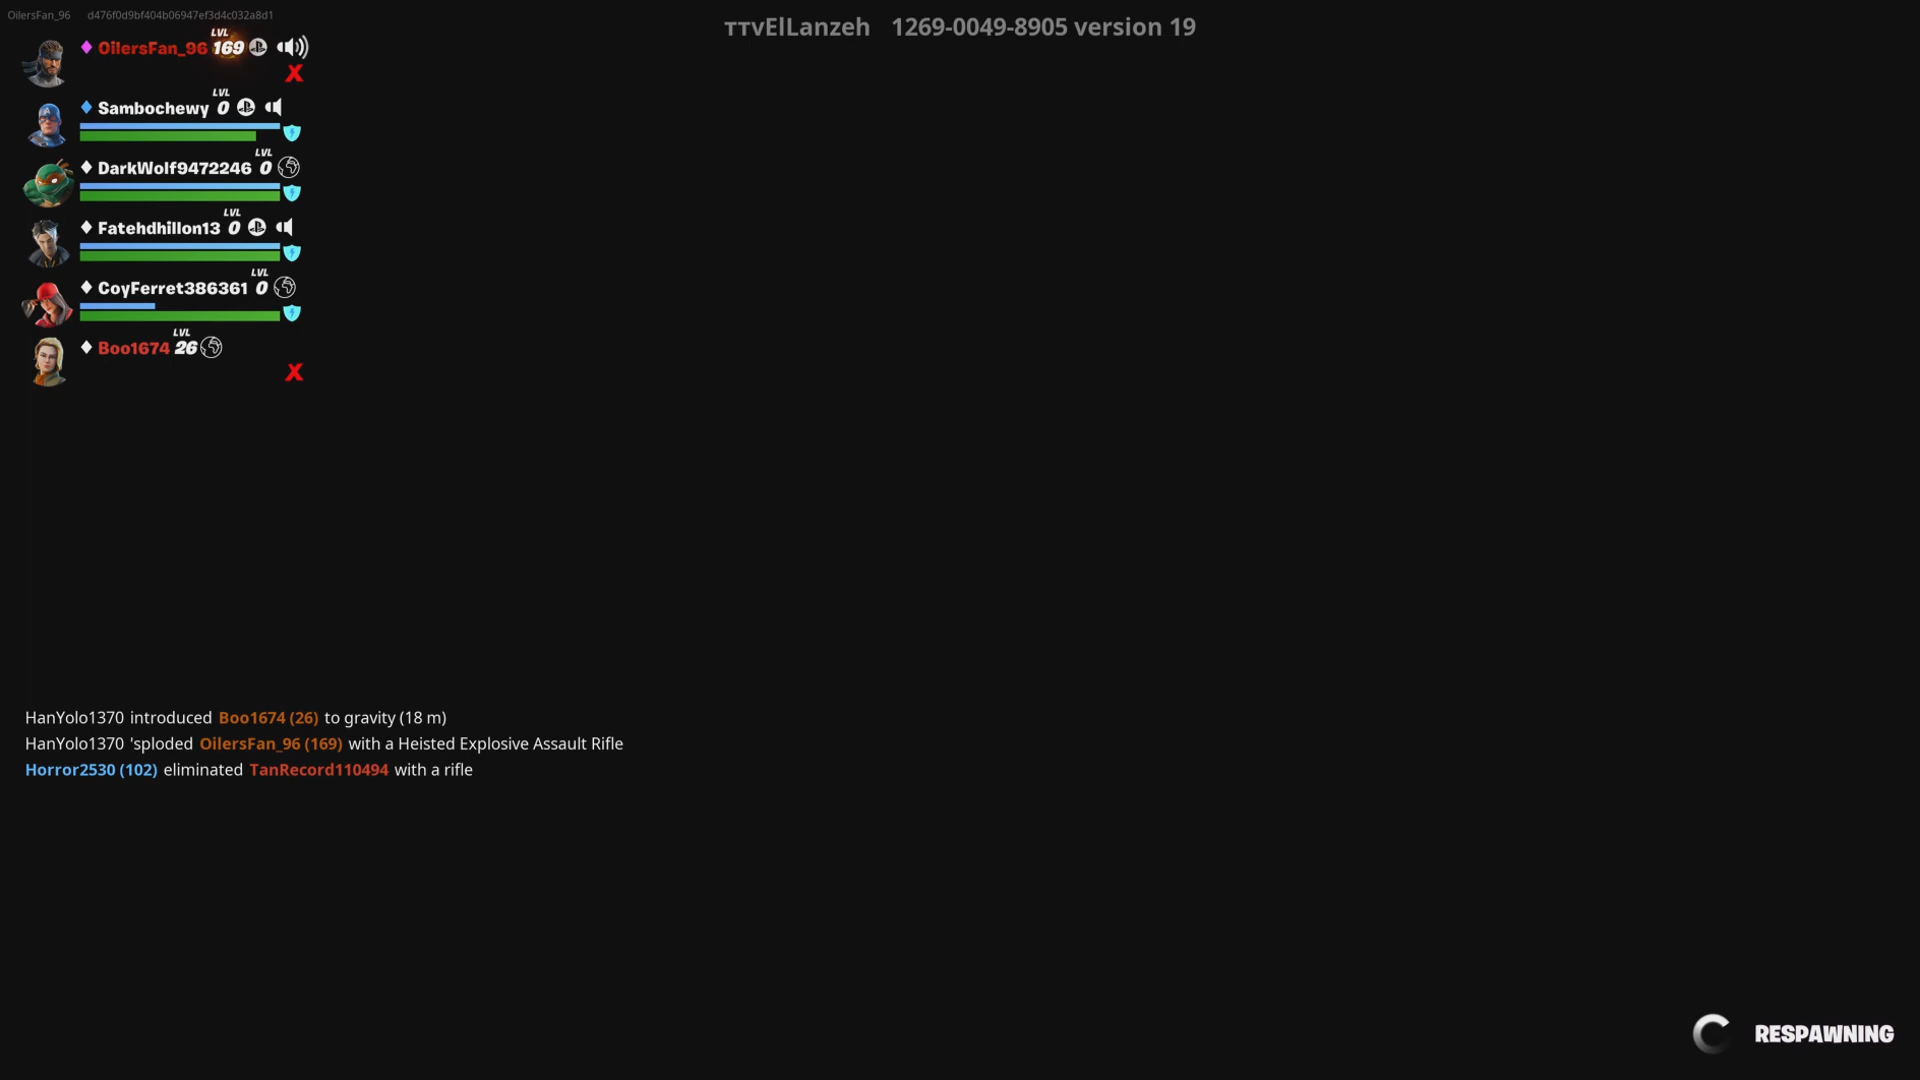 OilersFan_96 d476f0d9bf404b06947ef3d4c032a8d1
ттvElLanzeh 1269-0049-8905 version 19
LVL
OilersFan_96 169
X
LVL
Sambochewy 0
LVL
DarkWolf9472246 0
LVL
Fatehdhillon13 0
LVL
CoyFerret386361 0
LVL
Boo1674 26
X
HanYolo1370 introduced Boo1674 (26) to gravity (18 m)
HanYolo1370 'sploded OilersFan_96 (169) with a Heisted Explosive Assault Rifle
Horror2530 (102) eliminated TanRecord110494 with a rifle
RESPAWNING